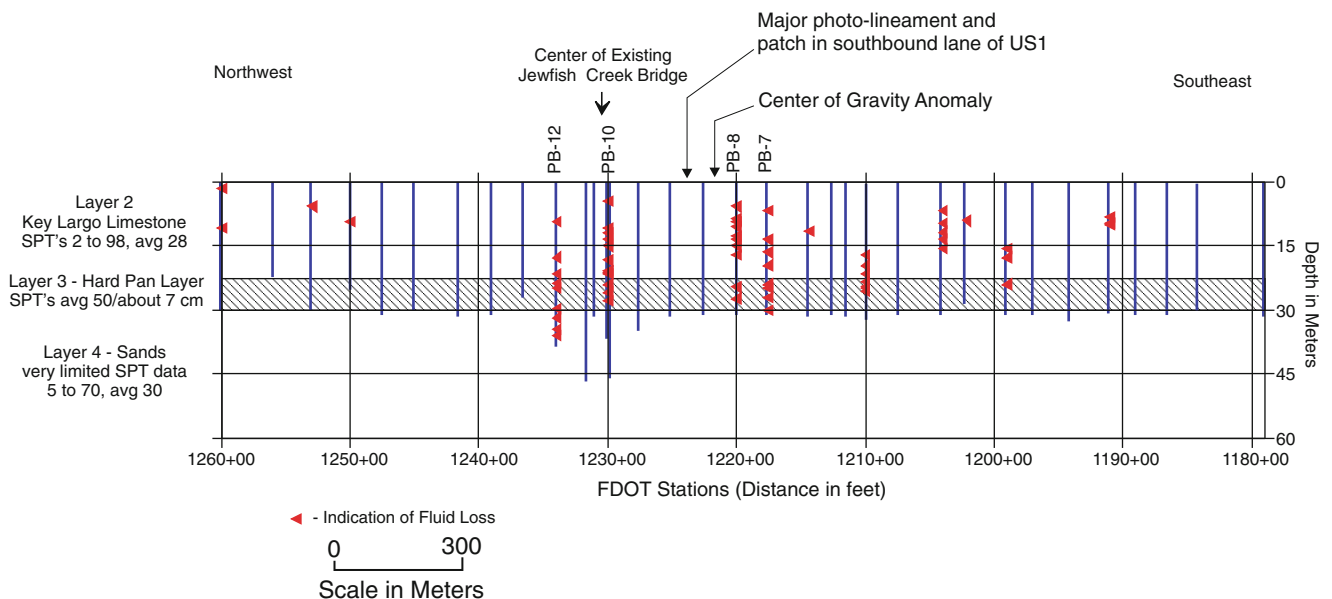 Major photo-lineament and
patch in southbound lane of US1
Center of Existing
Jewfish Creek Bridge
Northwest
Southeast
Center of Gravity Anomaly
PB-12
PB-10
PB-8
PB-7
Layer 2
Key Largo Limestone
SPT's 2 to 98, avg 28
Layer 3 - Hard Pan Layer
SPT's avg 50/about 7 cm
Layer 4 - Sands
very limited SPT data
5 to 70, avg 30
0
15
30
45
60
Depth in Meters
1260+00
1250+00
1240+00
1230+00
1220+00
1210+00
1200+00
1190+00
1180+00
FDOT Stations (Distance in feet)
- Indication of Fluid Loss
0 300
Scale in Meters